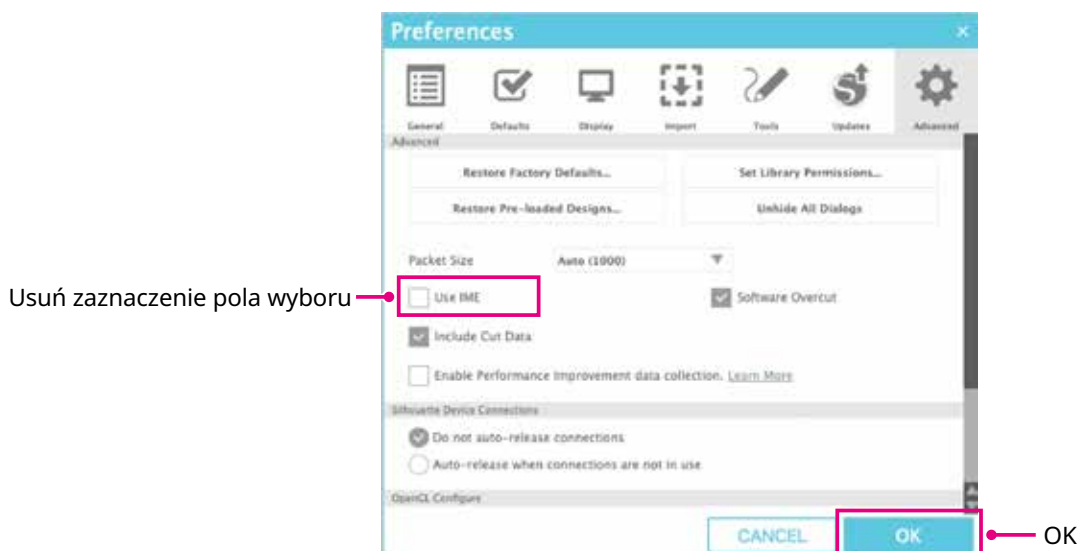 Preferences ×
General Defaults Display Import Tools Updates Advanced
Advanced
Restore Factory Defaults... Set Library Permissions...
Restore Pre-loaded Designs... Unhide All Dialogs
Packet Size Auto (1000)
Usuń zaznaczenie pola wyboru Use IME Software Overcut
Include Cut Data
Enable Performance Improvement data collection. Learn More
Silhouette Device Connections
Do not auto-release connections
Auto-release when connections are not in use
OpenGL Configure
CANCEL OK OK